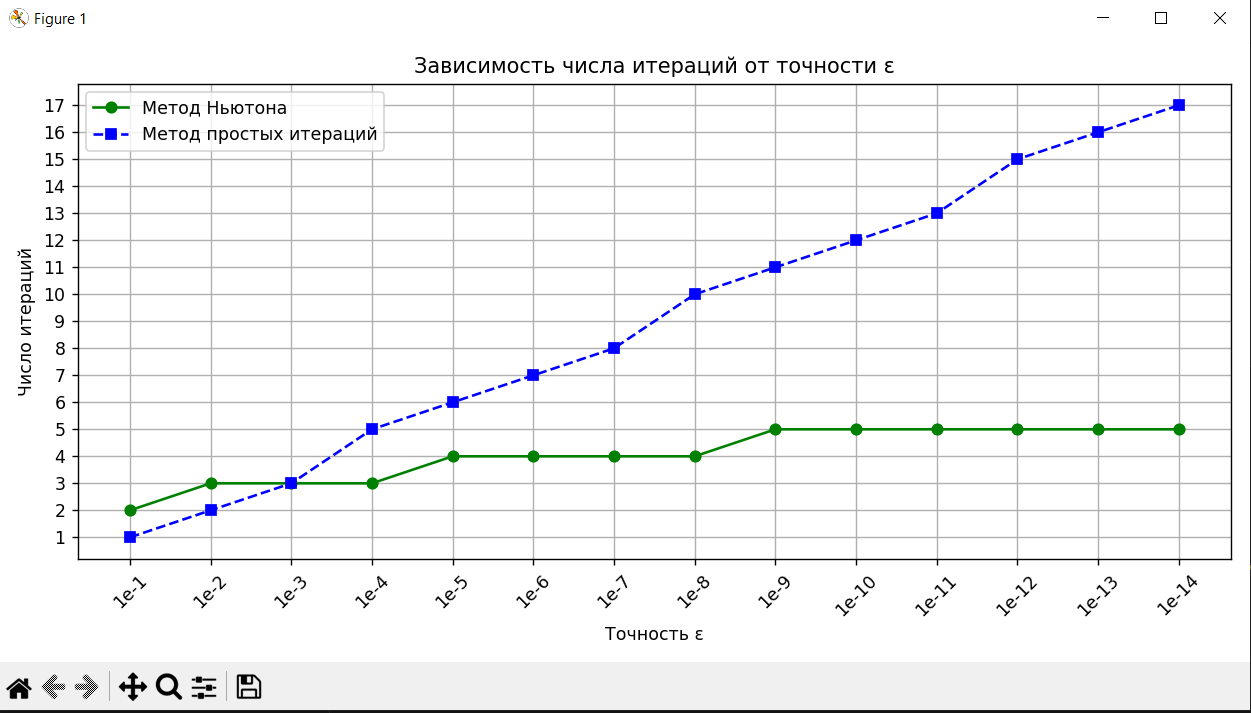 Figure 1
Зависимость числа итераций от точности ε
Метод Ньютона
Метод простых итераций
17
16
15
14
13
12
11
10
9
8
7
6
5
4
3
2
1
Число итераций
1e-1 1e-2 1e-3 1e-4 1e-5 1e-6 1e-7 1e-8 1e-9 1e-10 1e-11 1e-12 1e-13 1e-14
Точность ε